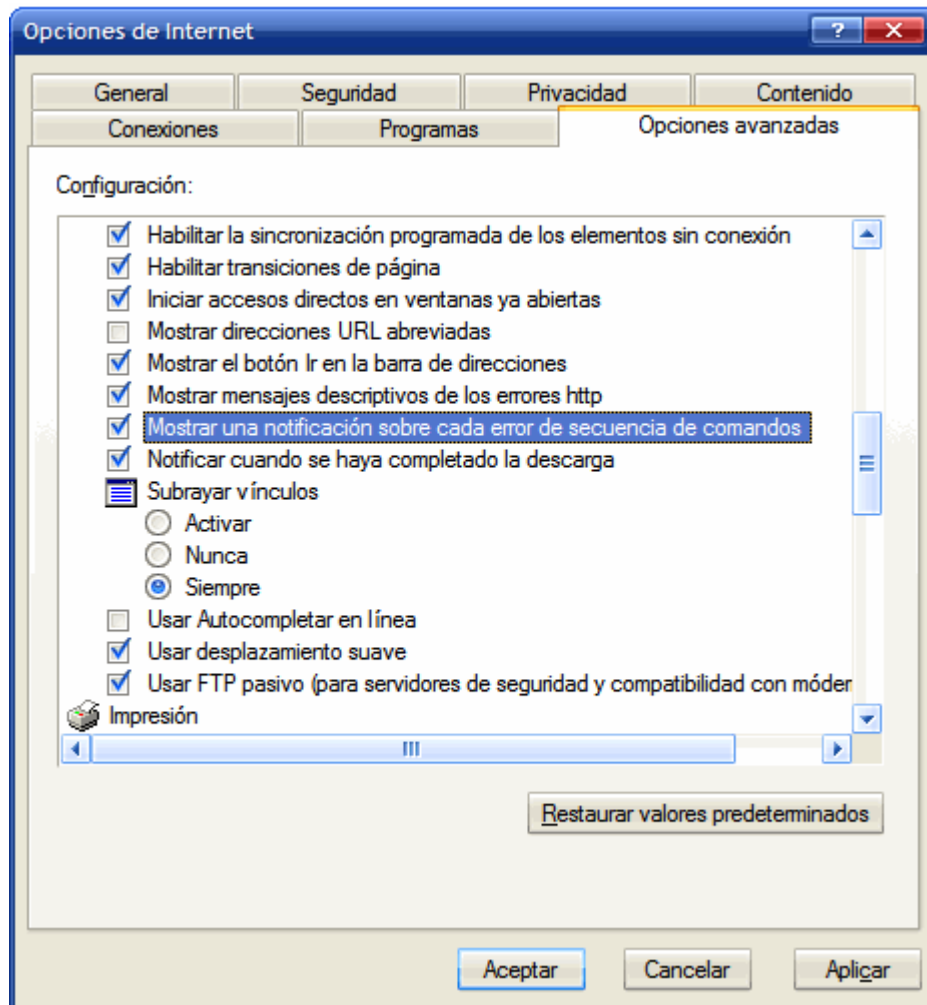 Opciones de Internet
General Seguridad Privacidad Contenido
Conexiones Programas Opciones avanzadas
Configuración:
Habilitar la sincronización programada de los elementos sin conexión
Habilitar transiciones de página
Iniciar accesos directos en ventanas ya abiertas
Mostrar direcciones URL abreviadas
Mostrar el botón Ir en la barra de direcciones
Mostrar mensajes descriptivos de los errores http
Mostrar una notificación sobre cada error de secuencia de comandos
Notificar cuando se haya completado la descarga
Subrayar vínculos
Activar
Nunca
Siempre
Usar Autocompletar en línea
Usar desplazamiento suave
Usar FTP pasivo (para servidores de seguridad y compatibilidad con móder
Impresión
Restaurar valores predeterminados
Aceptar Cancelar Aplicar